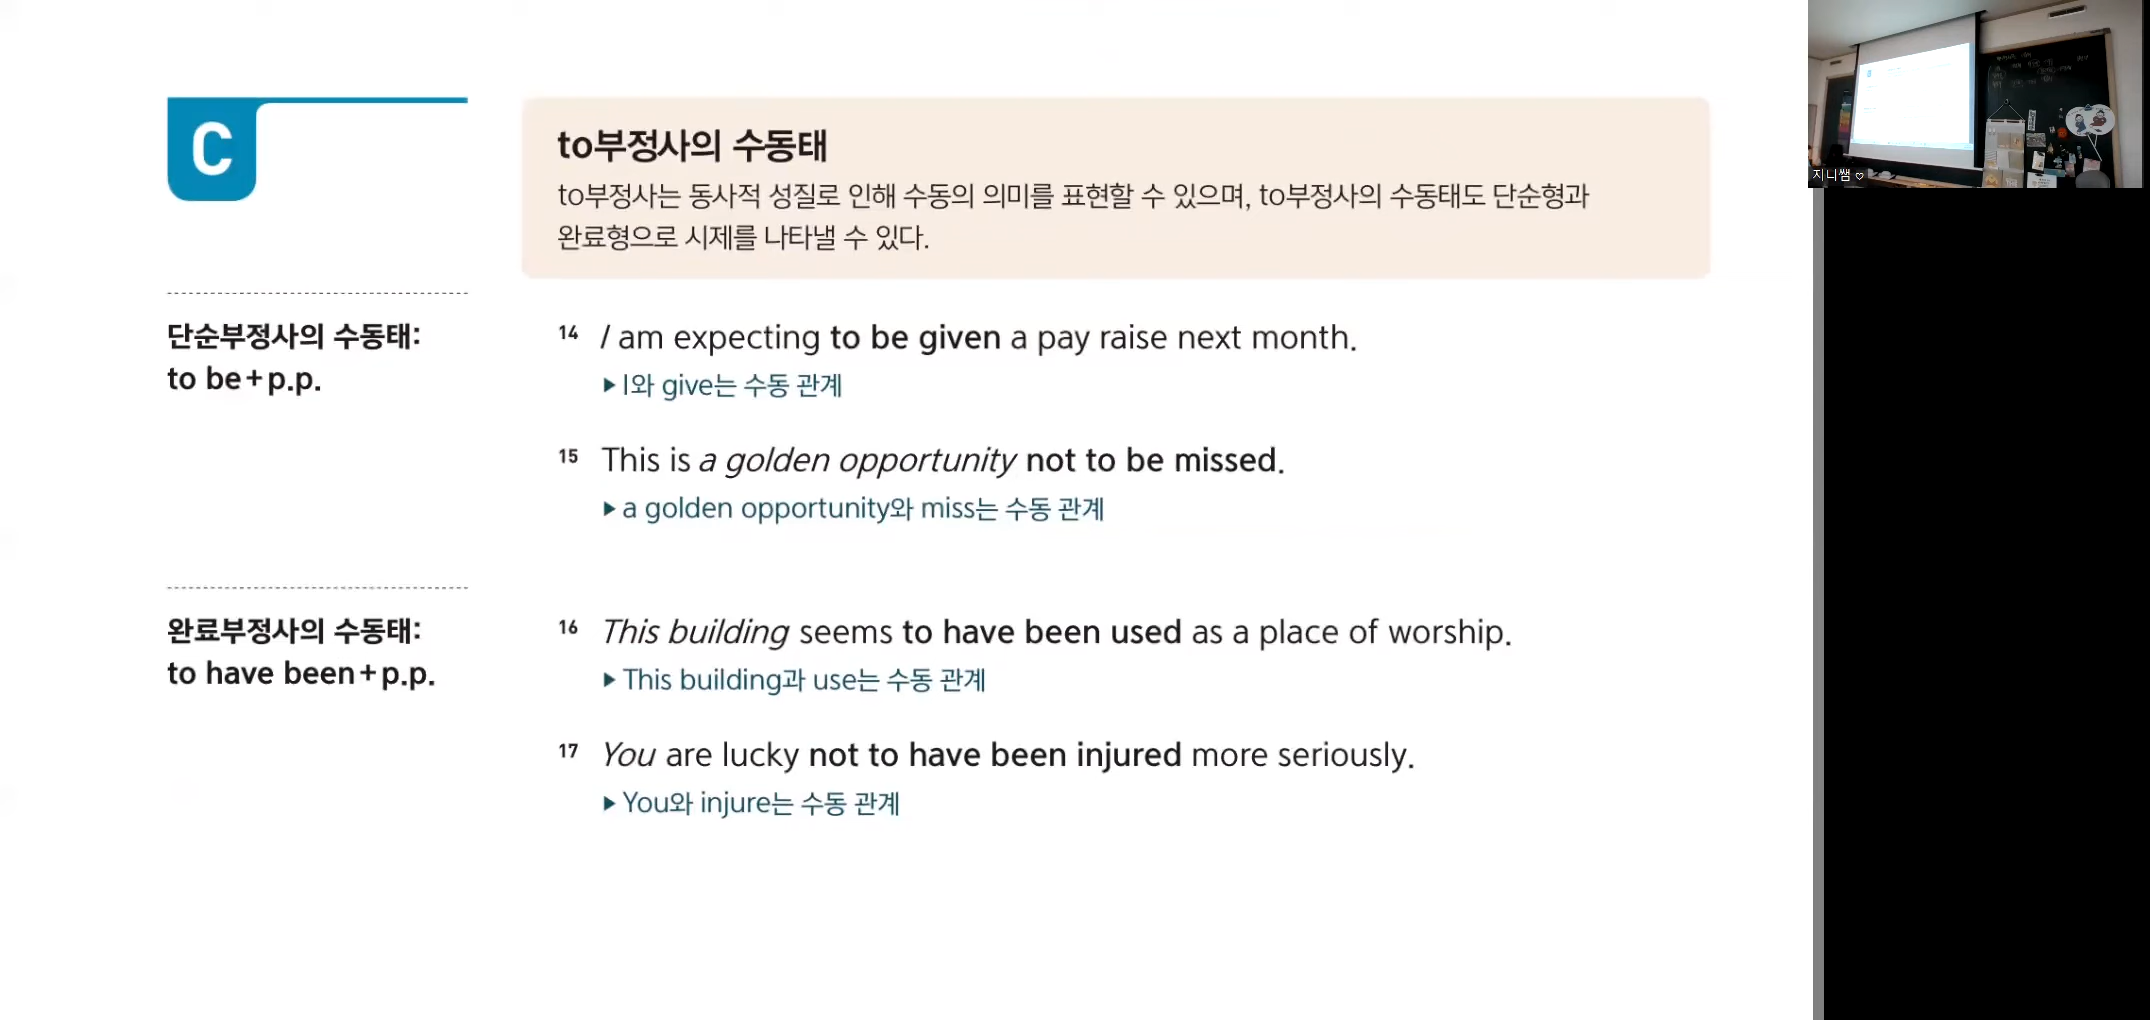 C
to부정사의 수동태
to부정사는 동사적 성질로 인해 수동의 의미를 표현할 수 있으며, to부정사의 수동태도 단순형과
완료형으로 시제를 나타낼 수 있다.
단순부정사의 수동태:
to be+p.p.
14 I am expecting to be given a pay raise next month.
▶ I와 give는 수동 관계
15 This is a golden opportunity not to be missed.
▶ a golden opportunity와 miss는 수동 관계
완료부정사의 수동태:
to have been+p.p.
16 This building seems to have been used as a place of worship.
▶ This building과 use는 수동 관계
17 You are lucky not to have been injured more seriously.
▶ You와 injure는 수동 관계
지니쌤 ♡